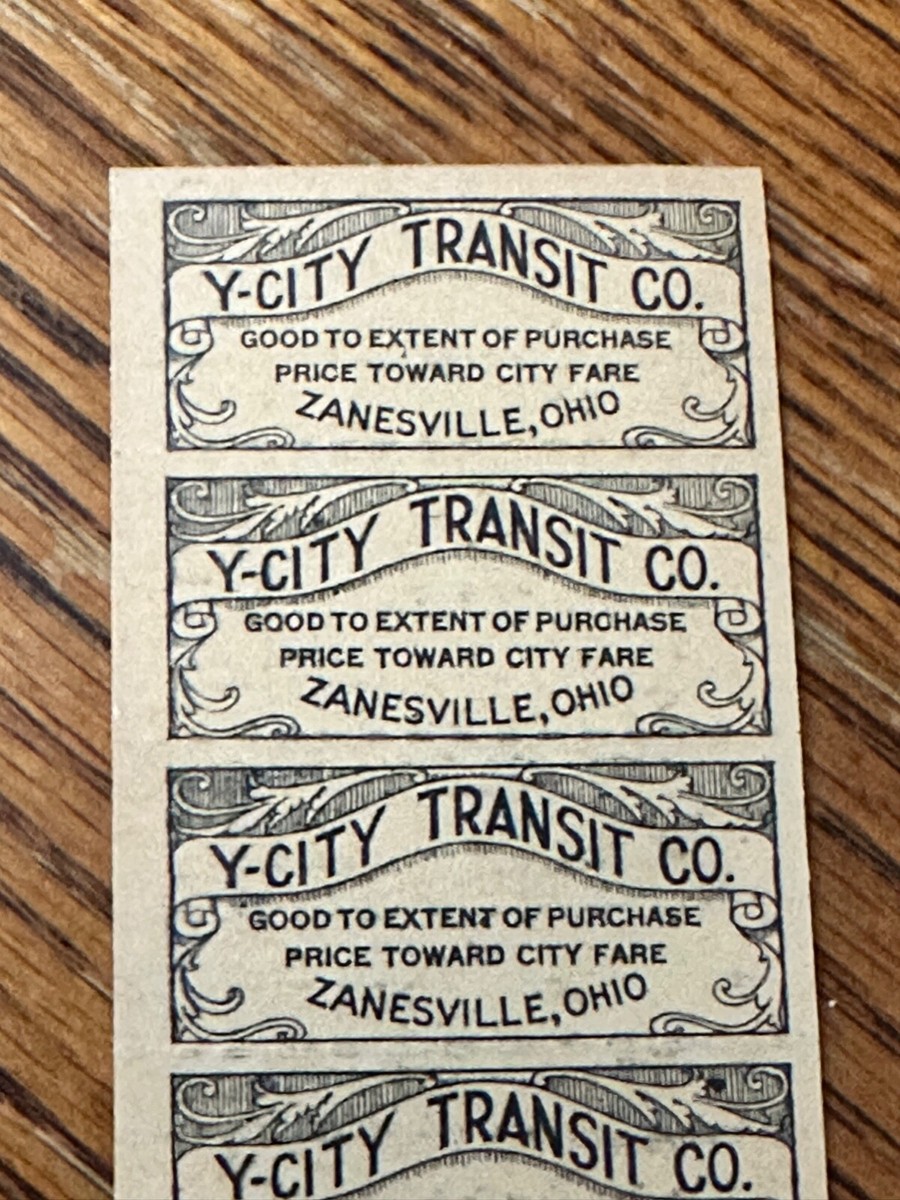 Y-CITY TRANSIT CO.
GOOD TO EXTENT OF PURCHASE
PRICE TOWARD CITY FARE
ZANESVILLE, OHIO
Y-CITY TRANSIT CO.
GOOD TO EXTENT OF PURCHASE
PRICE TOWARD CITY FARE
ZANESVILLE, OHIO
Y-CITY TRANSIT CO.
GOOD TO EXTENT OF PURCHASE
PRICE TOWARD CITY FARE
ZANESVILLE, OHIO
Y-CITY TRANSIT CO.